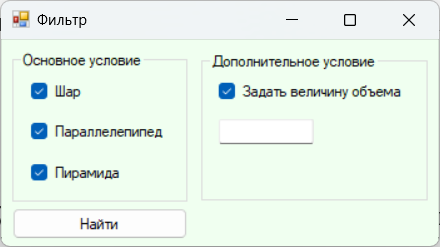 Фильтр
Основное условие
Шар
Параллелепипед
Пирамида
Найти
Дополнительное условие
Задать величину объема